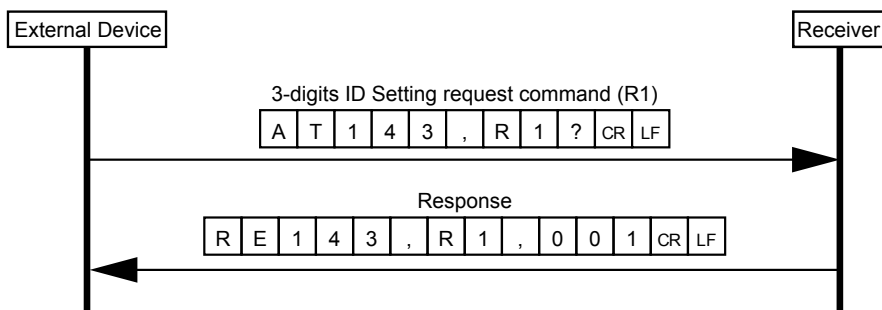 External Device
Receiver
3-digits ID Setting request command (R1)
A T 1 4 3 , R 1 ? CR LF
Response
R E 1 4 3 , R 1 , 0 0 1 CR LF